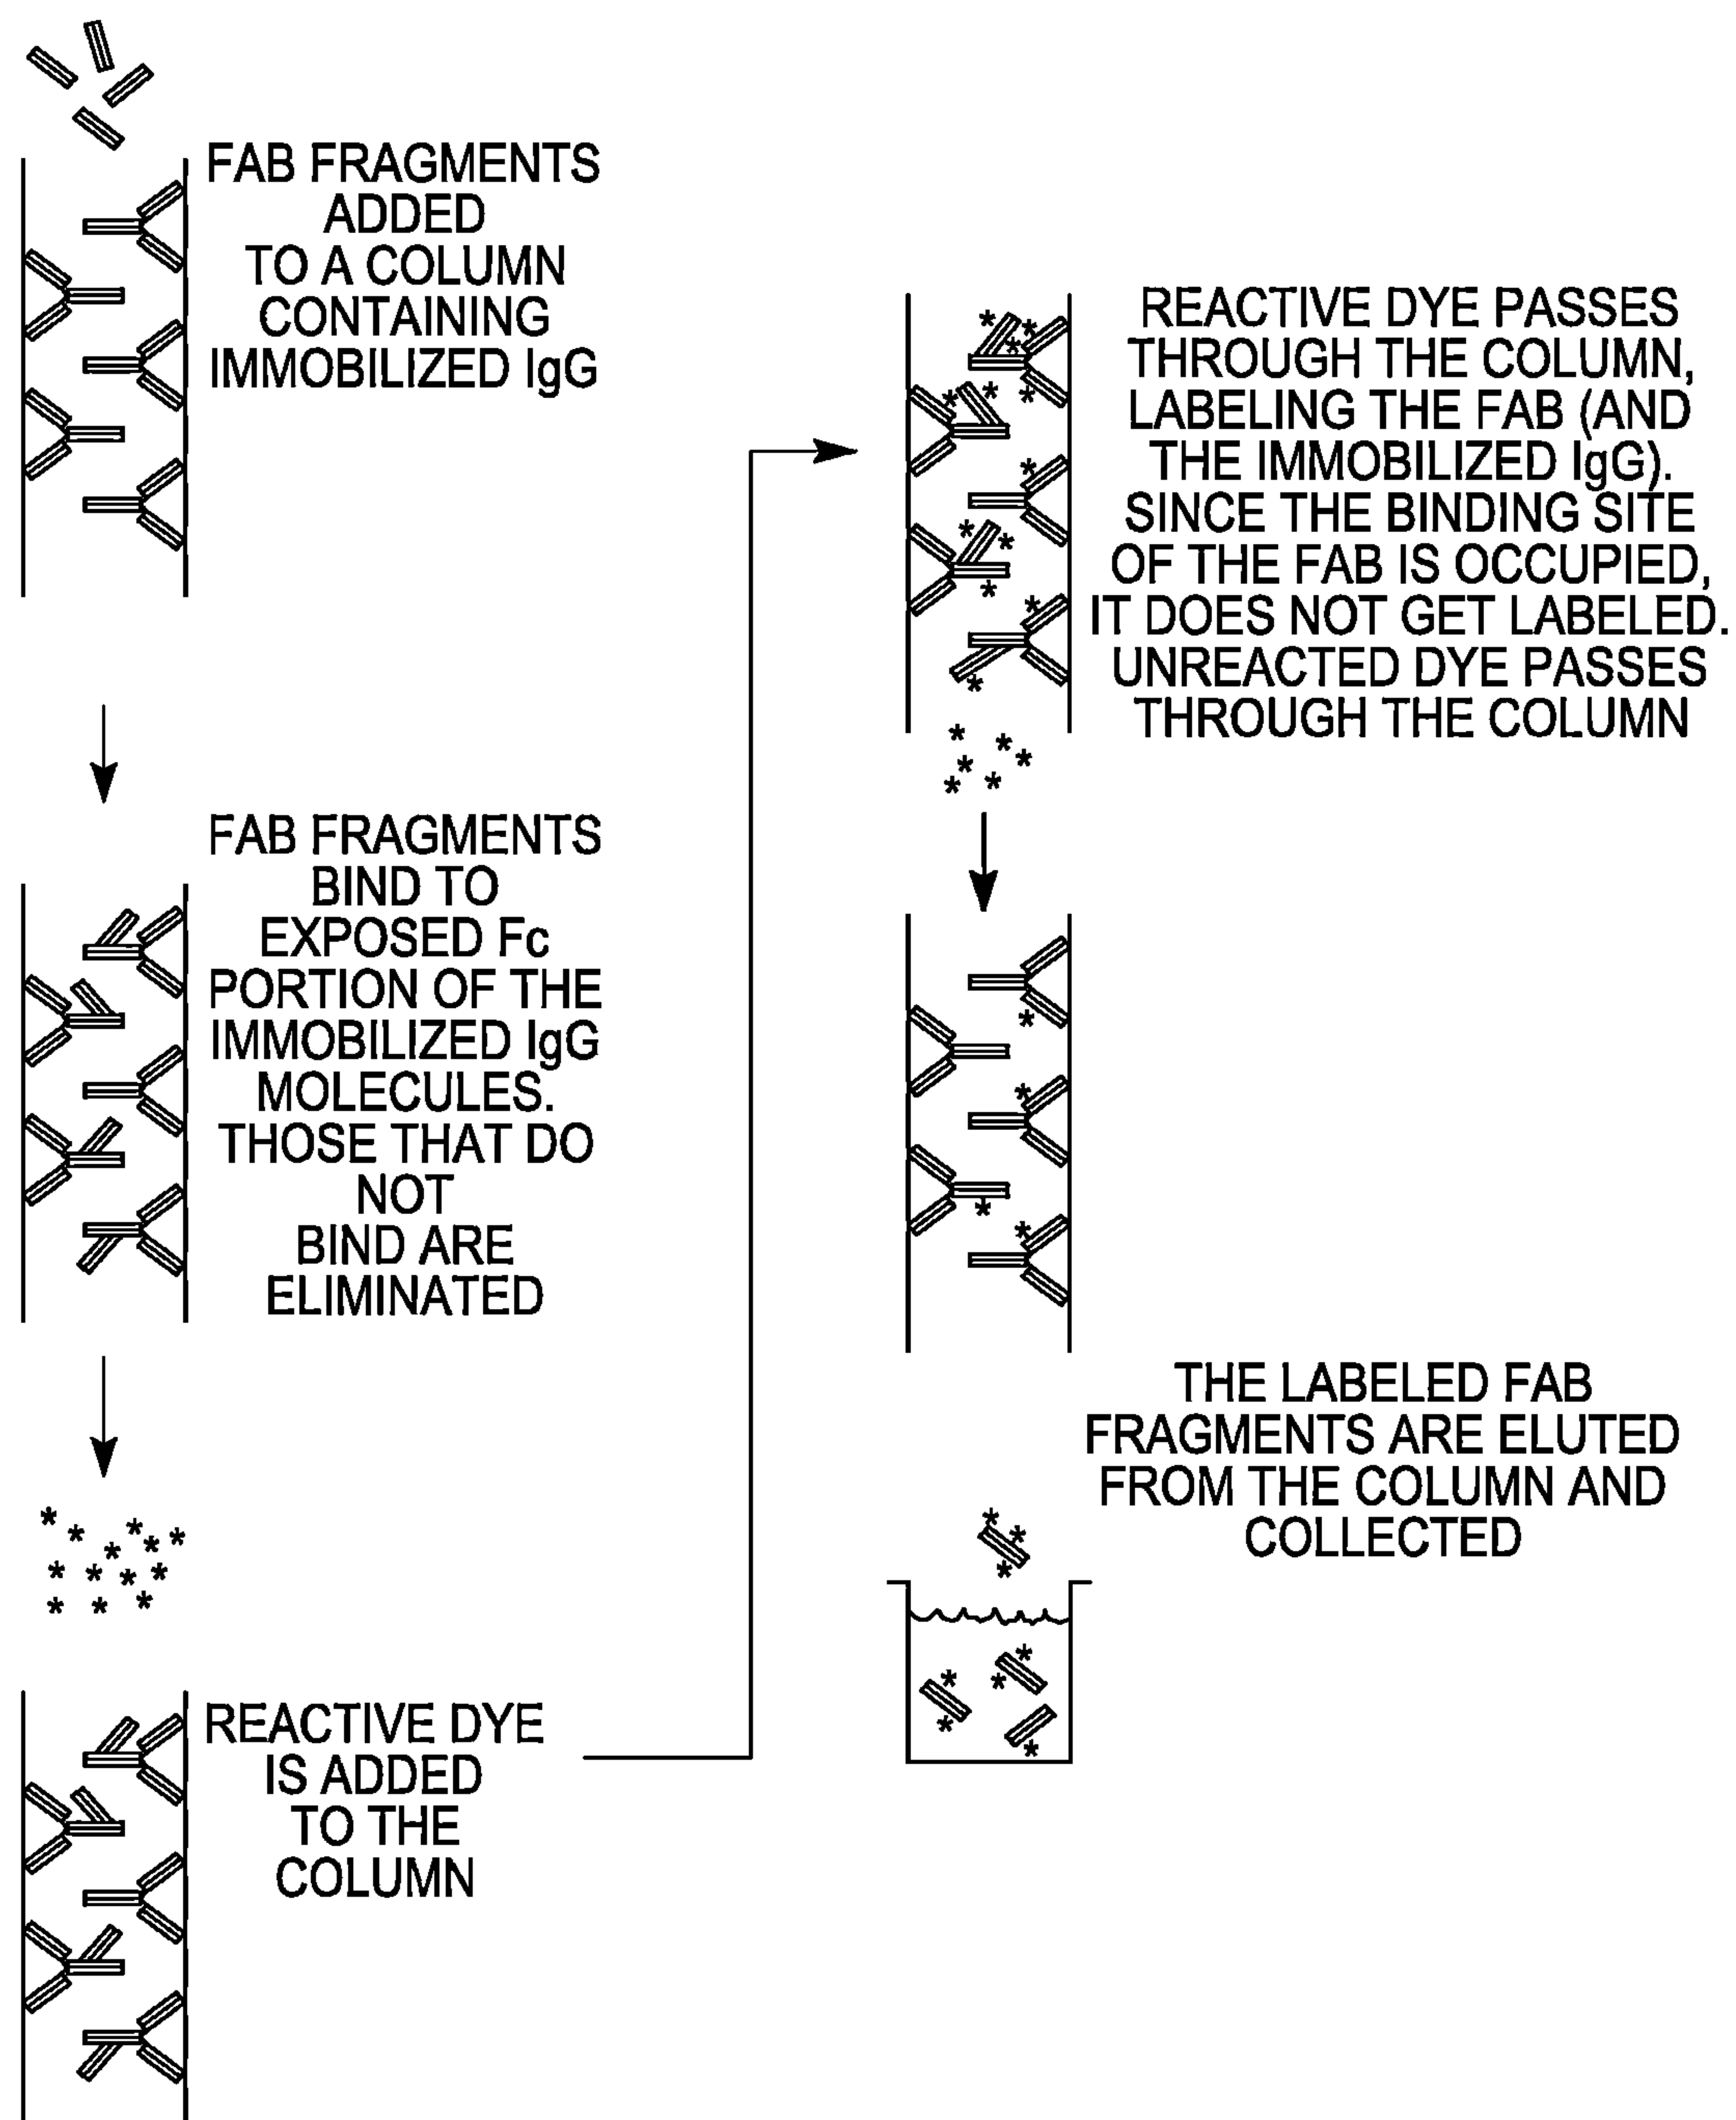 FAB FRAGMENTS
ADDED
TO A COLUMN
CONTAINING
IMMOBILIZED IgG
FAB FRAGMENTS
BIND TO
EXPOSED Fc
PORTION OF THE
IMMOBILIZED IgG
MOLECULES.
THOSE THAT DO
NOT
BIND ARE
ELIMINATED
REACTIVE DYE
IS ADDED
TO THE
COLUMN
REACTIVE DYE PASSES
THROUGH THE COLUMN,
LABELING THE FAB (AND
THE IMMOBILIZED IgG).
SINCE THE BINDING SITE
OF THE FAB IS OCCUPIED,
IT DOES NOT GET LABELED.
UNREACTED DYE PASSES
THROUGH THE COLUMN
THE LABELED FAB
FRAGMENTS ARE ELUTED
FROM THE COLUMN AND
COLLECTED